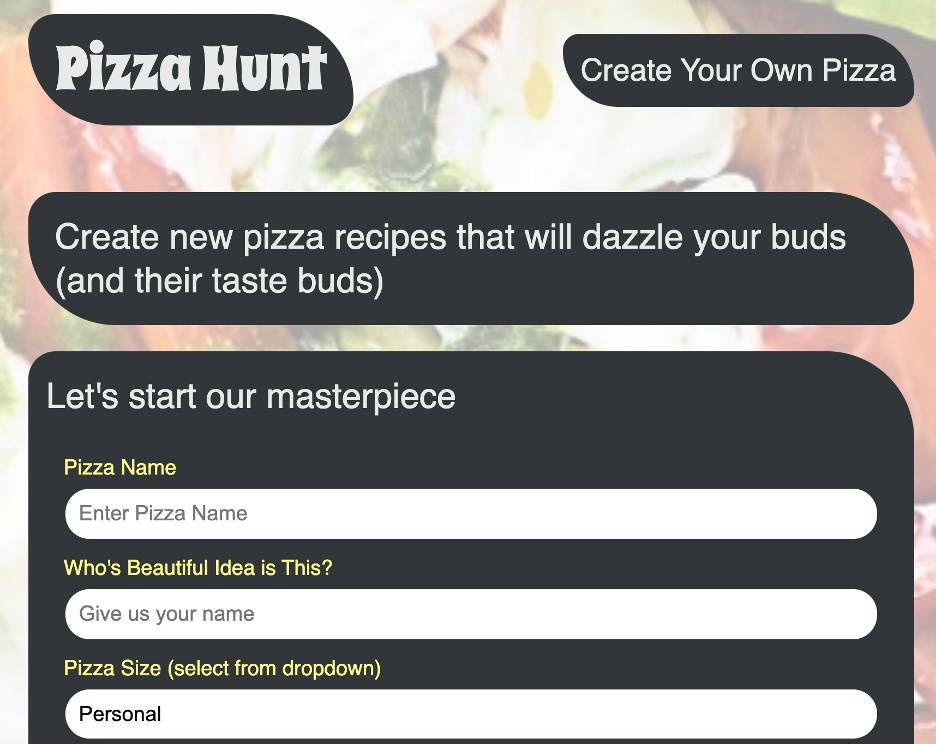 Pizza Hunt
Create Your Own Pizza
Create new pizza recipes that will dazzle your buds
(and their taste buds)
Let's start our masterpiece
Pizza Name
Enter Pizza Name
Who's Beautiful Idea is This?
Give us your name
Pizza Size (select from dropdown)
Personal